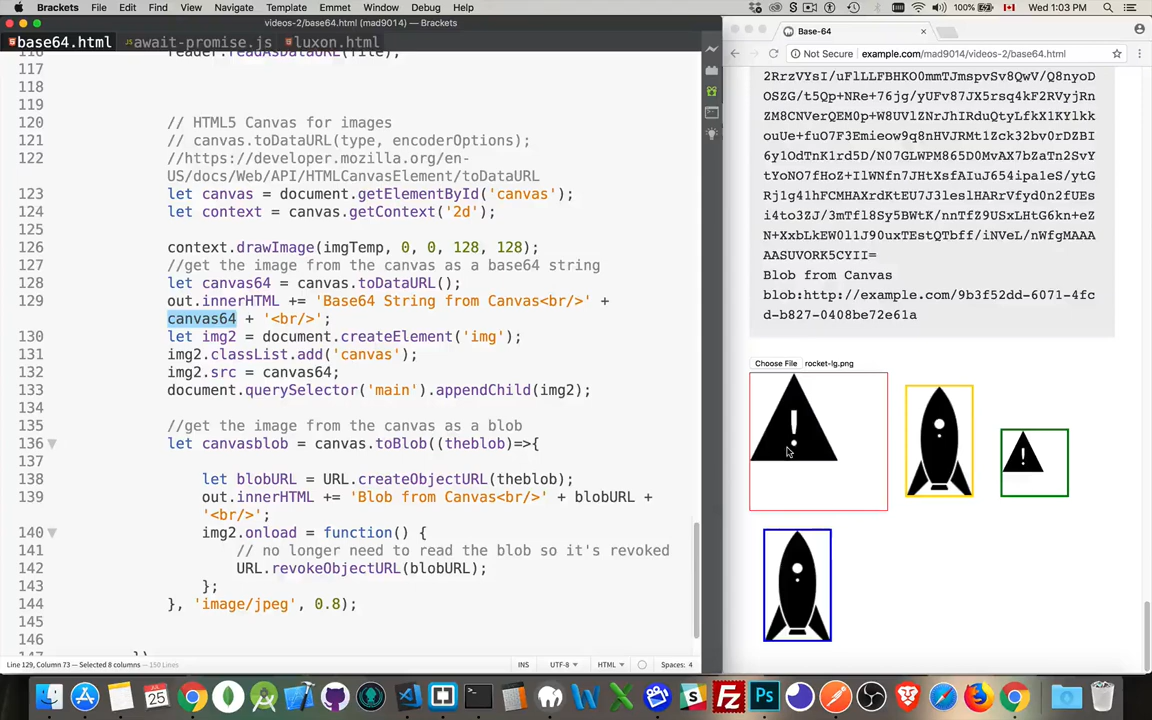 Brackets File Edit Find View Navigate Template Emmet Window Debug Help 100% Wed 1:03 PM
videos-2/base64.html (mad9014) — Brackets
base64.html await-promise.js luxon.html
reader.readAsDataURL(file);
117
118
119
120 // HTML5 Canvas for images
121 // canvas.toDataURL(type, encoderOptions);
122 //https://developer.mozilla.org/en-
US/docs/Web/API/HTMLCanvasElement/toDataURL
123 let canvas = document.getElementById('canvas');
124 let context = canvas.getContext('2d');
125
126 context.drawImage(imgTemp, 0, 0, 128, 128);
127 //get the image from the canvas as a base64 string
128 let canvas64 = canvas.toDataURL();
129 out.innerHTML += 'Base64 String from Canvas<br/>' +
canvas64 + '<br/>';
130 let img2 = document.createElement('img');
131 img2.classList.add('canvas');
132 img2.src = canvas64;
133 document.querySelector('main').appendChild(img2);
134
135 //get the image from the canvas as a blob
136 let canvasblob = canvas.toBlob((theblob)=>{
137
138 let blobURL = URL.createObjectURL(theblob);
139 out.innerHTML += 'Blob from Canvas<br/>' + blobURL +
'<br/>';
140 img2.onload = function() {
141 // no longer need to read the blob so it's revoked
142 URL.revokeObjectURL(blobURL);
143 };
144 }, 'image/jpeg', 0.8);
145
146
Line 129, Column 73 — Selected 8 columns — 150 Lines INS UTF-8 HTML Spaces: 4
Base-64
Not Secure example.com/mad9014/videos-2/base64.html
2RrzVYsI/uFlLLFBHKO0mmTJmspvSv8QwV/Q8nyoD
OSZG/t5Qp+NRe+76jg/yUFv87JX5rsq4kF2RVyjRn
ZM8CNVerQEM0p+W8UVlZNrJhIRduQtyLfkX1KYlkk
ouUe+fuO7F3Emieow9q8nHVJRMt1Zck32bv0rDZBI
6ylOdTnK1rd5D/N07GLWPM865D0MvAX7bZaTn2SvY
tYoNO7fHoZ+IlWNfn7JHtXsfAIuJ654ipa1eS/ytG
Rj1g41hFCMHAXrdKtEU7J3leslHARrVfyd0n2fUEs
i4to3ZJ/3mTfl8Sy5BWtK/nnTfZ9USxLHtG6kn+eZ
N+XxbLkEW0l1J90uxTEstQTbff/iNVeL/nWfgMAAA
AASUVORK5CYII=
Blob from Canvas
blob:http://example.com/9b3f52dd-6071-4fc
d-b827-0408be72e61a
Choose File rocket-lg.png